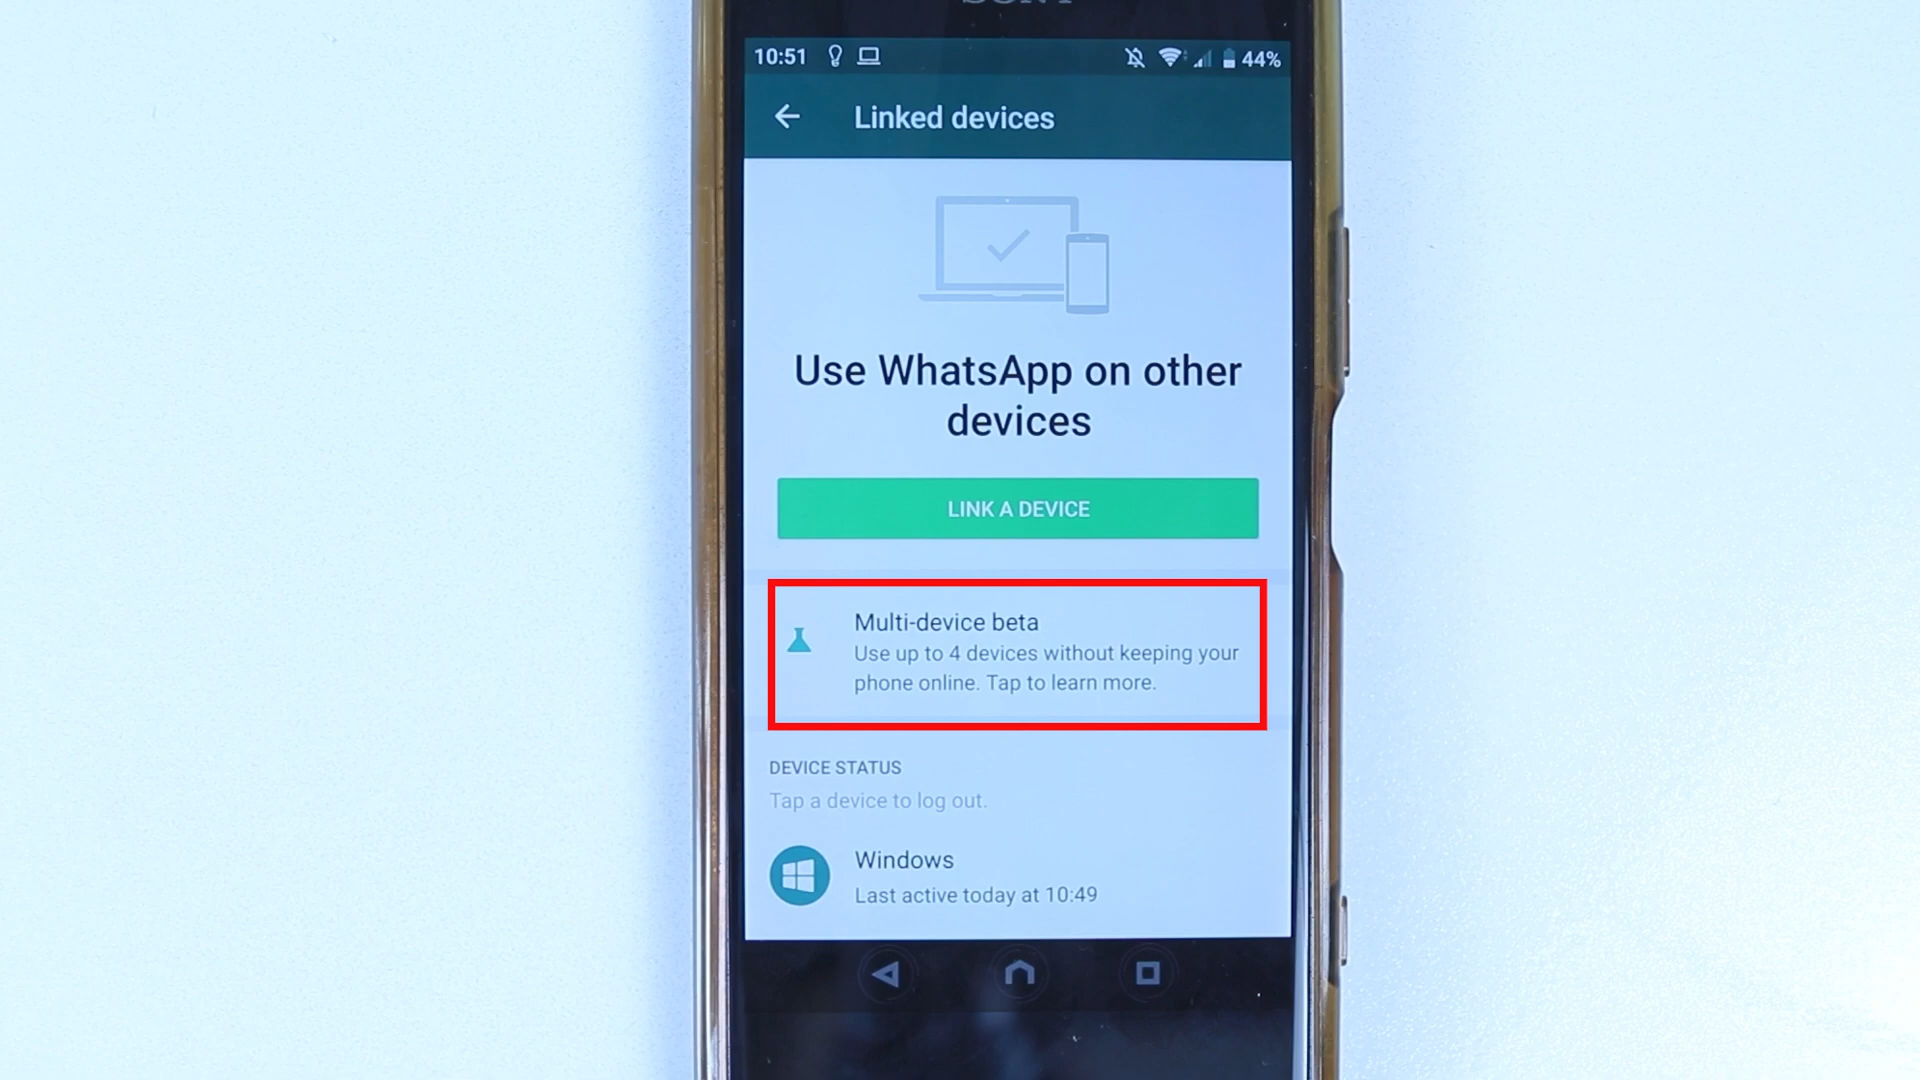 SONY
10:51 44%
Linked devices
Use WhatsApp on other
devices
LINK A DEVICE
Multi-device beta
Use up to 4 devices without keeping your
phone online. Tap to learn more.
DEVICE STATUS
Tap a device to log out.
Windows
Last active today at 10:49